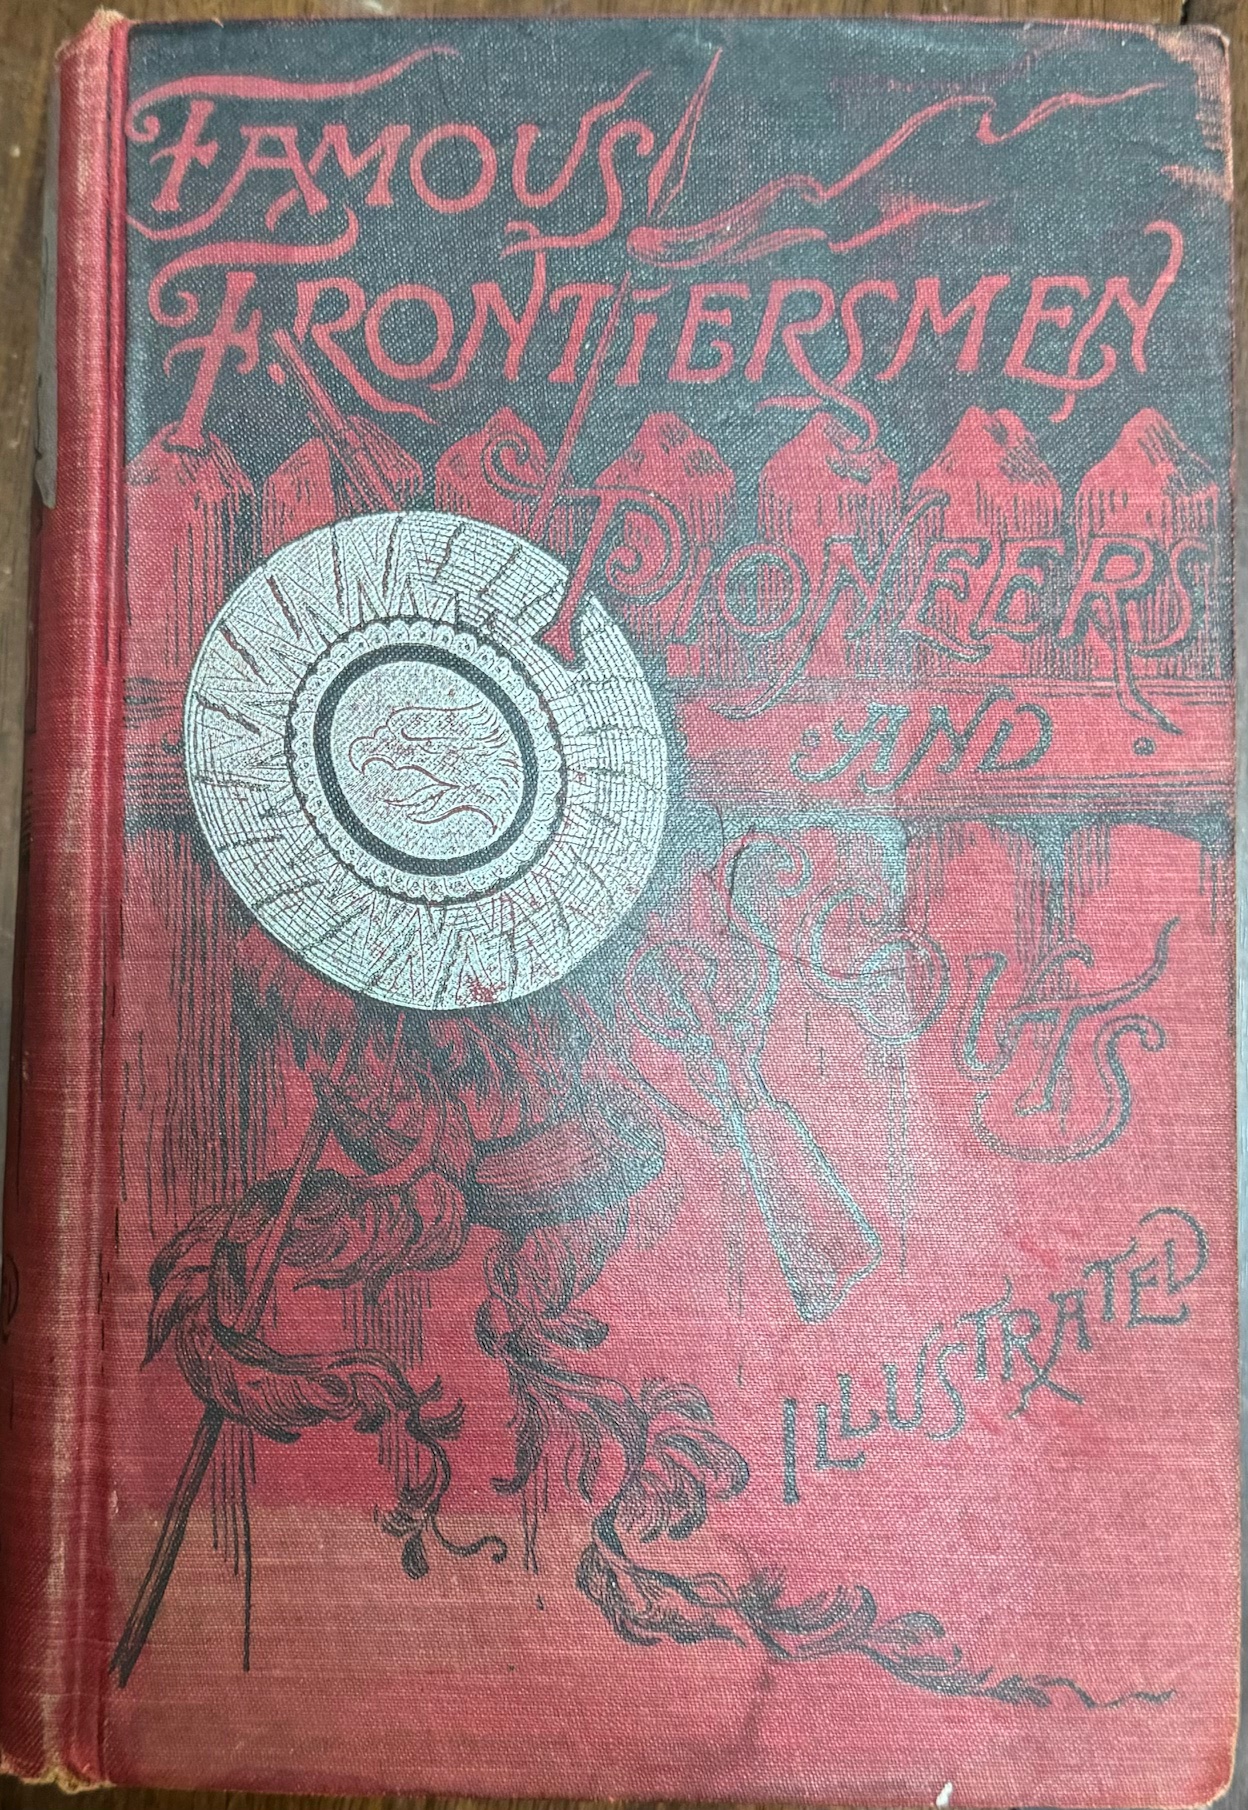 FAMOUS
FRONTIERSMEN
PIONEERS
AND
SCOUTS
ILLUSTRATED